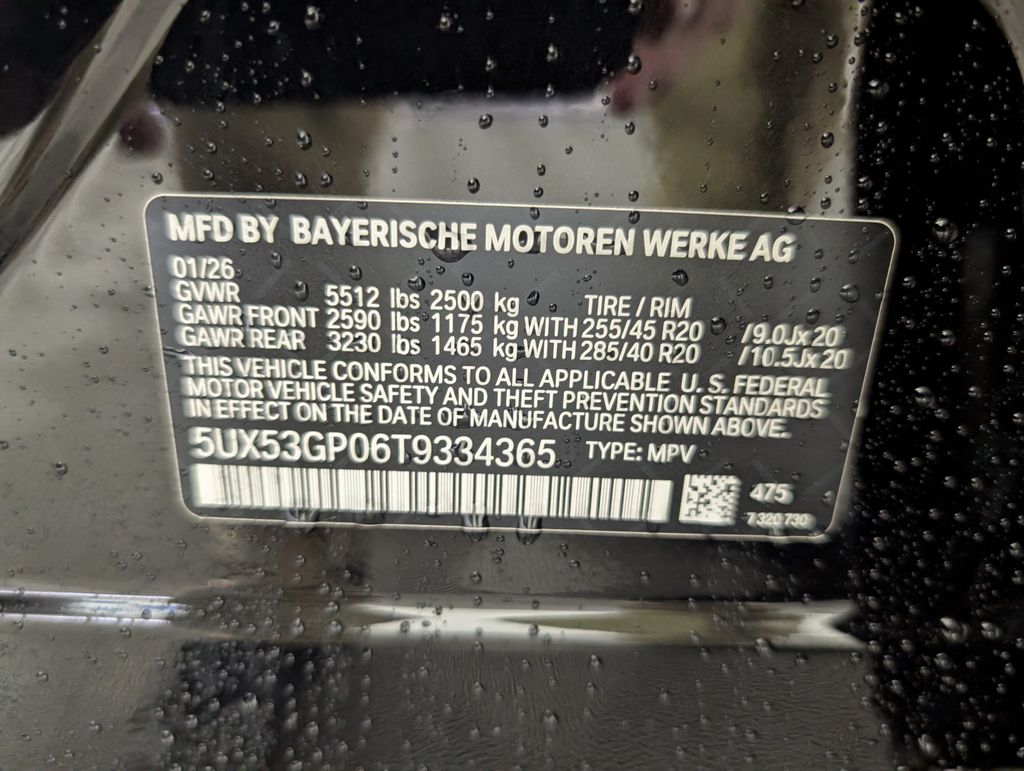 MFD BY BAYERISCHE MOTOREN WERKE AG
01/26
GVWR 5512 lbs 2500 kg TIRE / RIM
GAWR FRONT 2590 lbs 1175 kg WITH 255/45 R20 /9.0Jx20
GAWR REAR 3230 lbs 1465 kg WITH 285/40 R20 /10.5Jx20
THIS VEHICLE CONFORMS TO ALL APPLICABLE U.S. FEDERAL
MOTOR VEHICLE SAFETY AND THEFT PREVENTION STANDARDS
IN EFFECT ON THE DATE OF MANUFACTURE SHOWN ABOVE.
5UX53GP06T9334365 TYPE: MPV
475
7 320 730